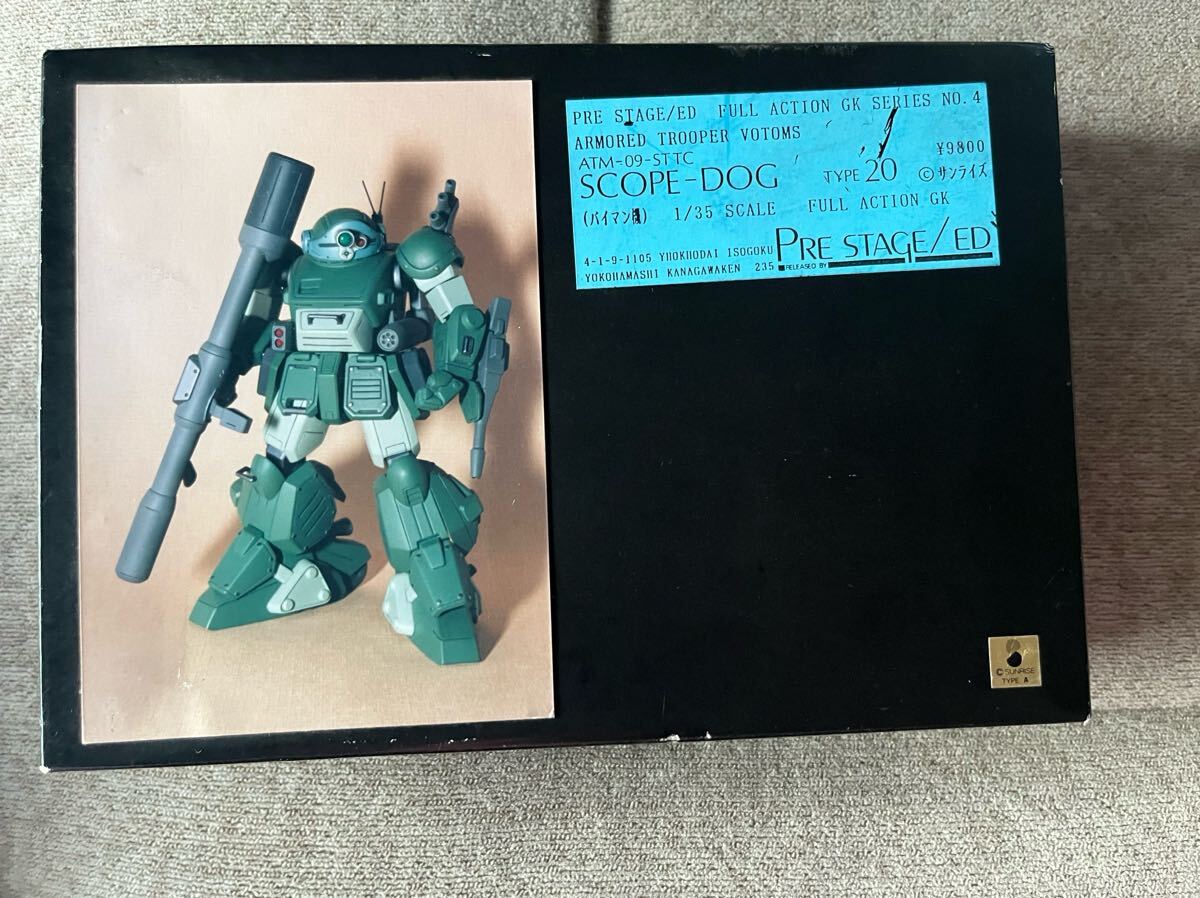 PRE STAGE/ED FULL ACTION GK SERIES NO.4
ARMORED TROOPER VOTOMS
ATM-09-STTC ¥9800
SCOPE-DOG TYPE 20 ©サンライズ
(バイマン機) 1/35 SCALE FULL ACTION GK
4-1-9-1105 YHOKHODAI ISOGOKU
YOKOHAMASHI KANAGAWAKEN 235
PRE STAGE/ED
RELEASED BY
© SUNRISE
TYPE A